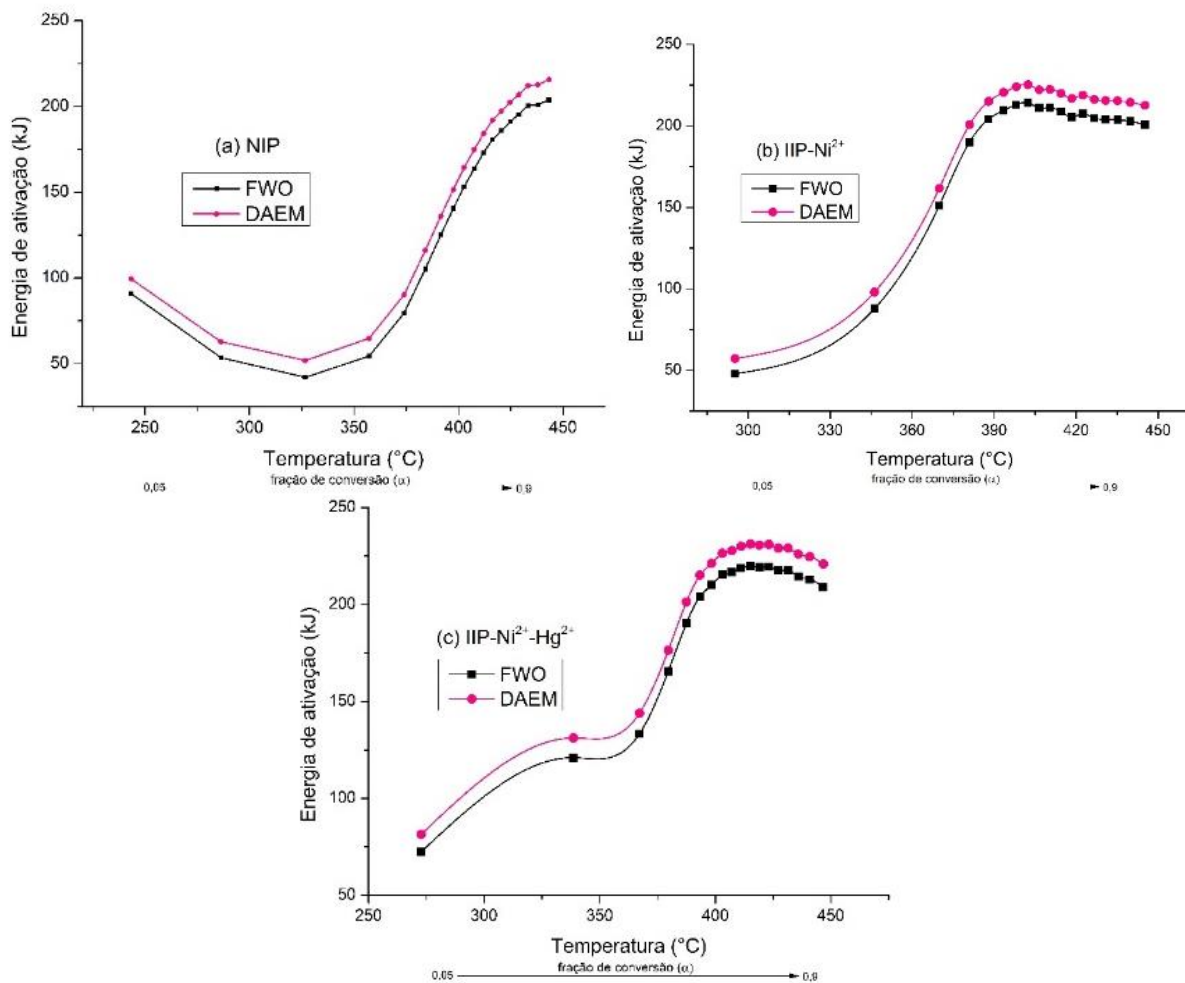 250
200
150
100
50
Energia de ativação (kJ)
(a) NIP
FWO
DAEM
250 300 350 400 450
Temperatura (°C)
fração de conversão (α)
0,05 0,9
250
200
150
100
50
Energia de ativação (kJ)
(b) IIP-Ni²⁺
FWO
DAEM
300 330 360 390 420 450
Temperatura (°C)
fração de conversão (α)
0,05 0,9
250
200
150
100
50
Energia de ativação (kJ)
(c) IIP-Ni²⁺-Hg²⁺
FWO
DAEM
250 300 350 400 450
Temperatura (°C)
fração de conversão (α)
0,05 0,9